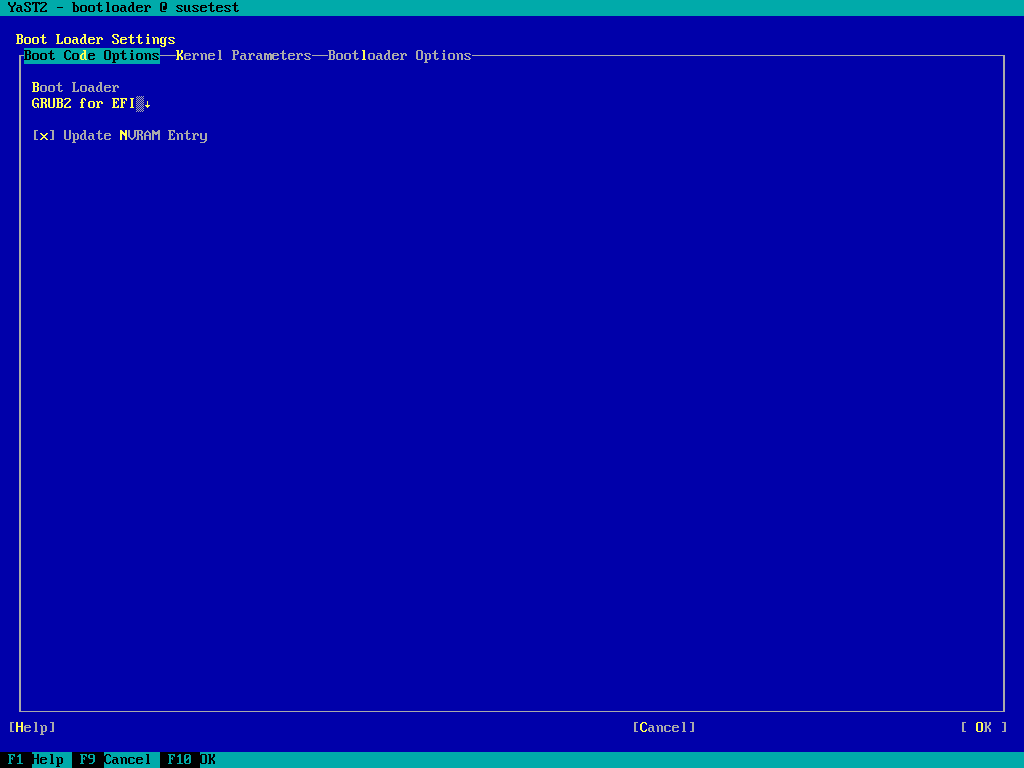 YaST2 - bootloader @ susetest
Boot Loader Settings
Boot Code Options Kernel Parameters Bootloader Options
Boot Loader
GRUB2 for EFI↓
[x] Update NVRAM Entry
[Help] [Cancel] [ OK ]
F1 Help F9 Cancel F10 OK